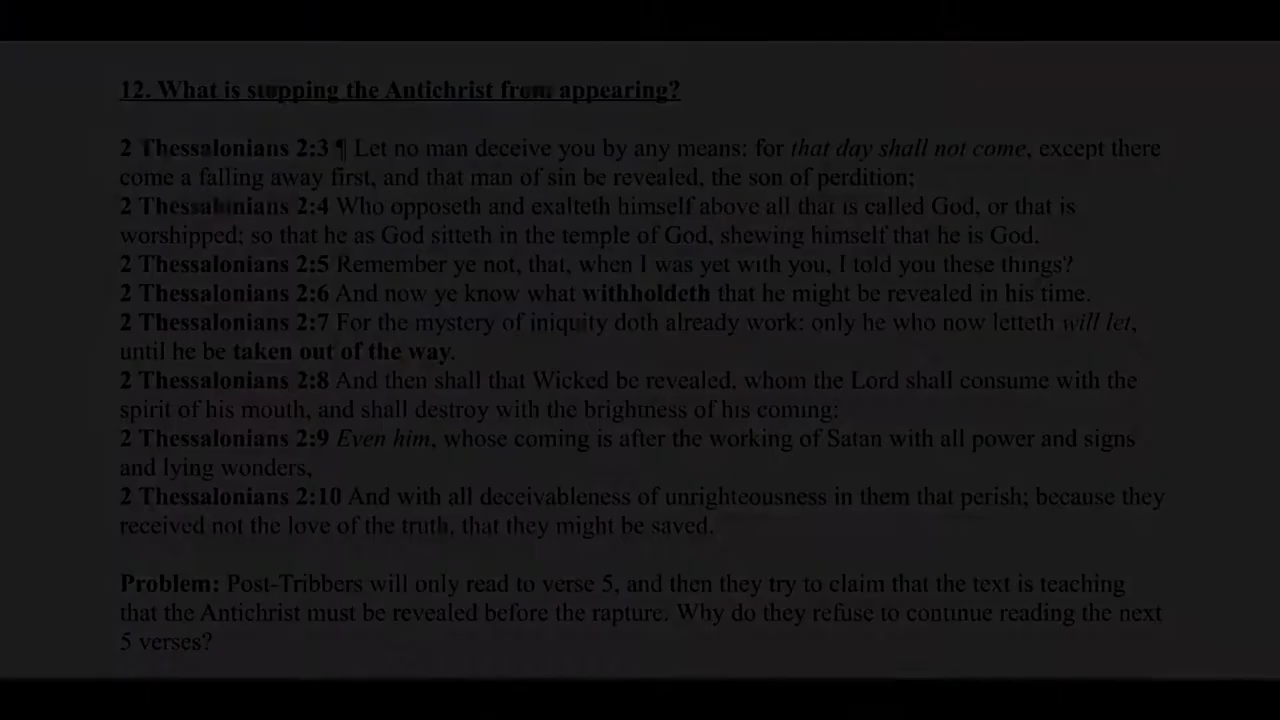 12. What is stopping the Antichrist from appearing?
2 Thessalonians 2:3 ¶ Let no man deceive you by any means: for that day shall not come, except there
come a falling away first, and that man of sin be revealed, the son of perdition;
2 Thessalonians 2:4 Who opposeth and exalteth himself above all that is called God, or that is
worshipped; so that he as God sitteth in the temple of God, shewing himself that he is God.
2 Thessalonians 2:5 Remember ye not, that, when I was yet with you, I told you these things?
2 Thessalonians 2:6 And now ye know what withholdeth that he might be revealed in his time.
2 Thessalonians 2:7 For the mystery of iniquity doth already work: only he who now letteth will let,
until he be taken out of the way.
2 Thessalonians 2:8 And then shall that Wicked be revealed, whom the Lord shall consume with the
spirit of his mouth, and shall destroy with the brightness of his coming:
2 Thessalonians 2:9 Even him, whose coming is after the working of Satan with all power and signs
and lying wonders,
2 Thessalonians 2:10 And with all deceivableness of unrighteousness in them that perish; because they
received not the love of the truth, that they might be saved.
Problem: Post-Tribbers will only read to verse 5, and then they try to claim that the text is teaching
that the Antichrist must be revealed before the rapture. Why do they refuse to continue reading the next
5 verses?